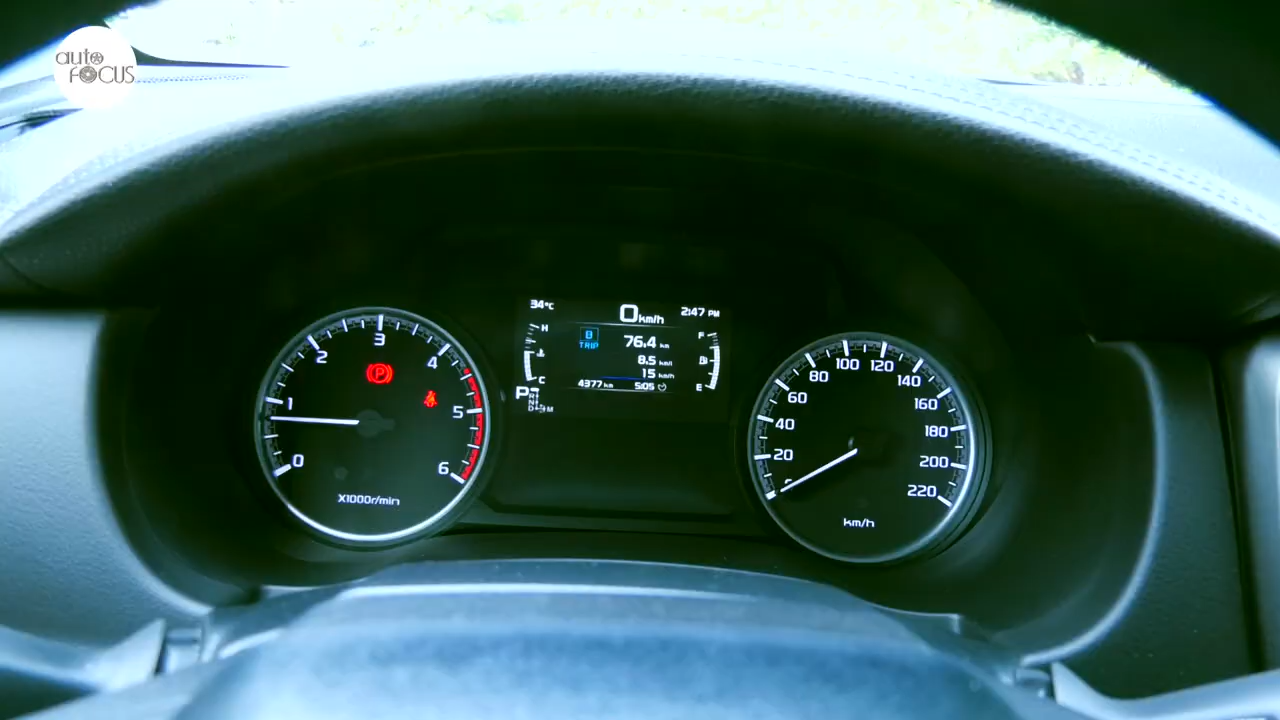 auto
FOCUS
34°C
0 km/h
2:47 PM
H
C
B
TRIP
76.4 km
8.5 km/l
15 km/h
4377 km
5:05
F
E
P
R
N
D
M
0
1
2
3
4
5
6
(P)
X1000r/min
20
40
60
80
100
120
140
160
180
200
220
km/h